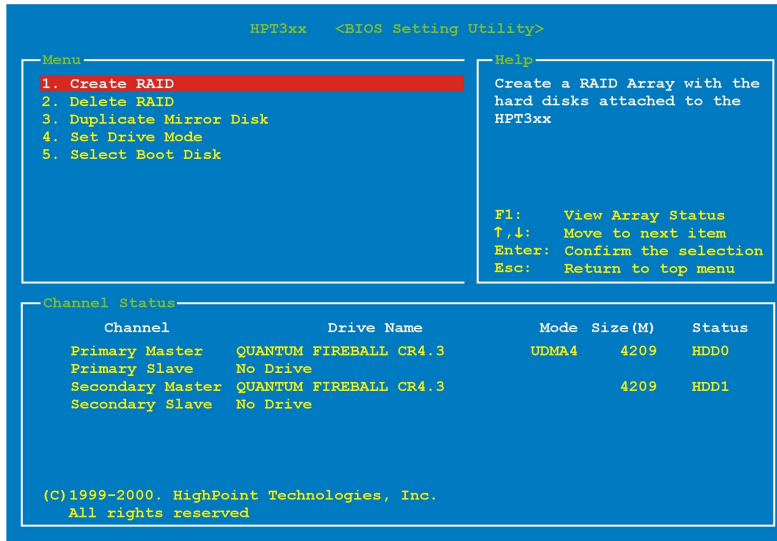 HPT3xx <BIOS Setting Utility>
Menu
1. Create RAID
2. Delete RAID
3. Duplicate Mirror Disk
4. Set Drive Mode
5. Select Boot Disk
Help
Create a RAID Array with the
hard disks attached to the
HPT3xx
F1: View Array Status
↑,↓: Move to next item
Enter: Confirm the selection
Esc: Return to top menu
Channel Status
Channel Drive Name Mode Size(M) Status
Primary Master QUANTUM FIREBALL CR4.3 UDMA4 4209 HDD0
Primary Slave No Drive
Secondary Master QUANTUM FIREBALL CR4.3 4209 HDD1
Secondary Slave No Drive
(C)1999-2000. HighPoint Technologies, Inc.
All rights reserved